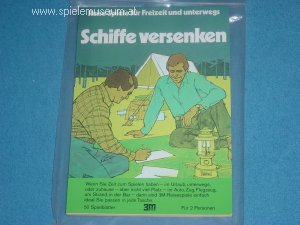 www.spielemuseum.at
Neue Spiele für Freizeit und unterwegs
Schiffe versenken
Wenn Sie Zeit zum Spielen haben – im Urlaub, unterwegs,
oder zuhause – aber nicht viel Platz – im Auto, Zug, Flugzeug,
am Strand, in der Bar – dann sind 3M Reisespiele einfach
ideal. Sie passen in jede Tasche.
50 Spielblätter
3M
Für 2 Personen